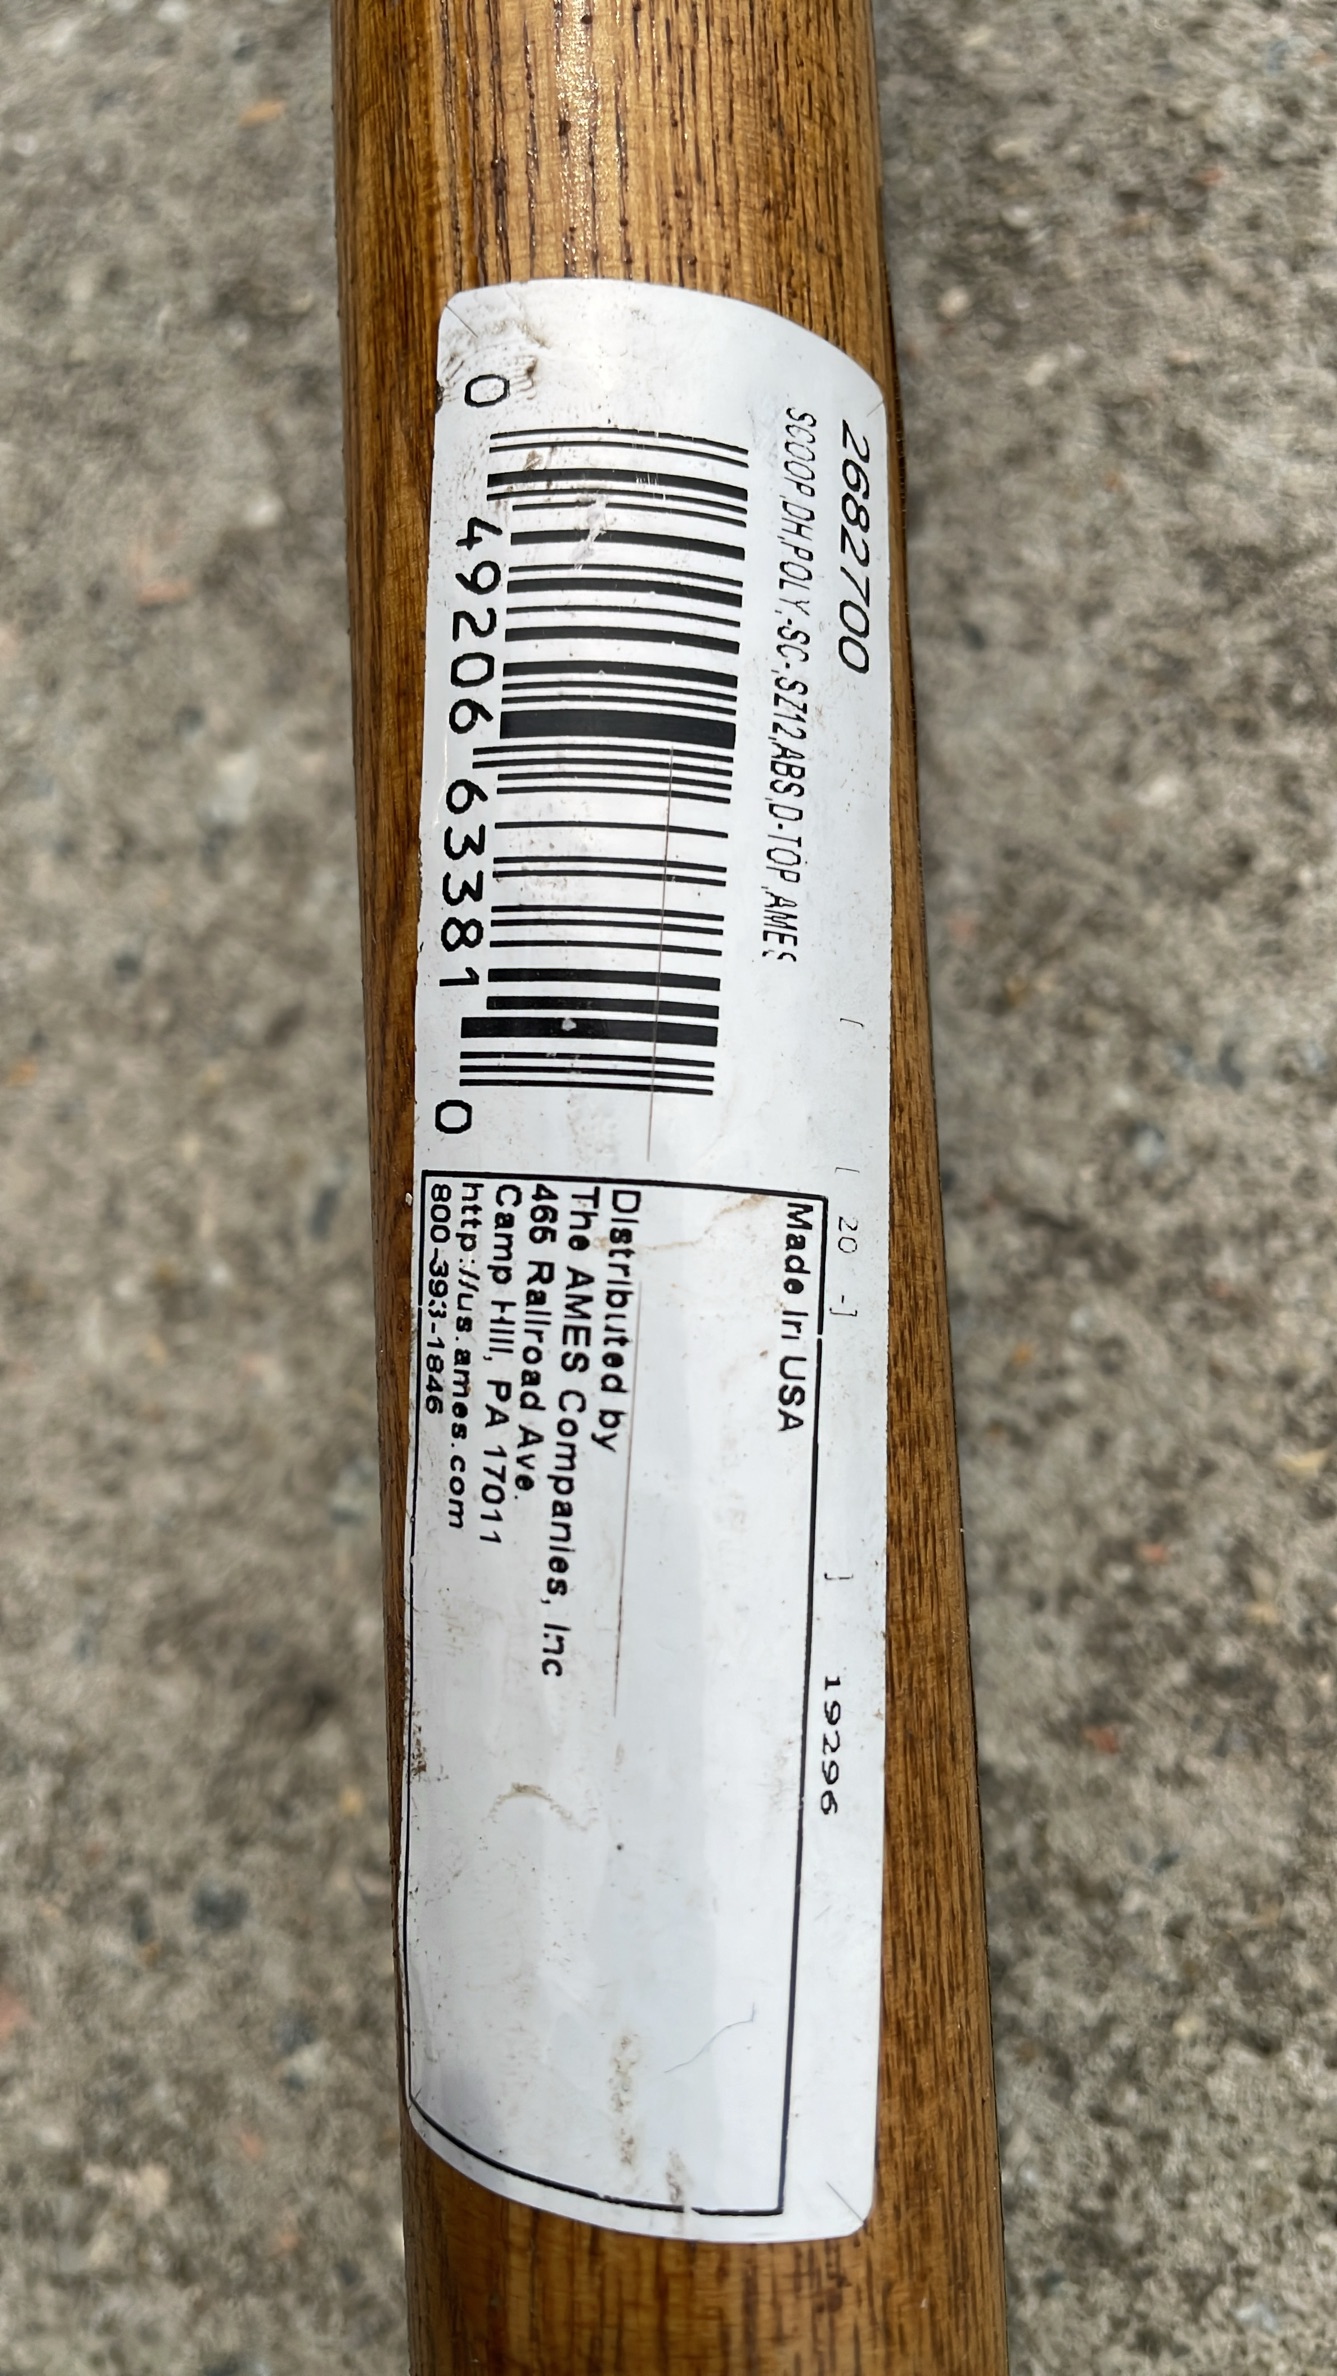 2682700
SCOOP,DH,POLY,-SC-,SZ12,ABS,D-TOP,AMES
0 49206 63381 0
[ 20 -]
] 19296
Made In USA
Distributed by
The AMES Companies, Inc
465 Railroad Ave.
Camp Hill, PA 17011
http://us.ames.com
800-393-1846